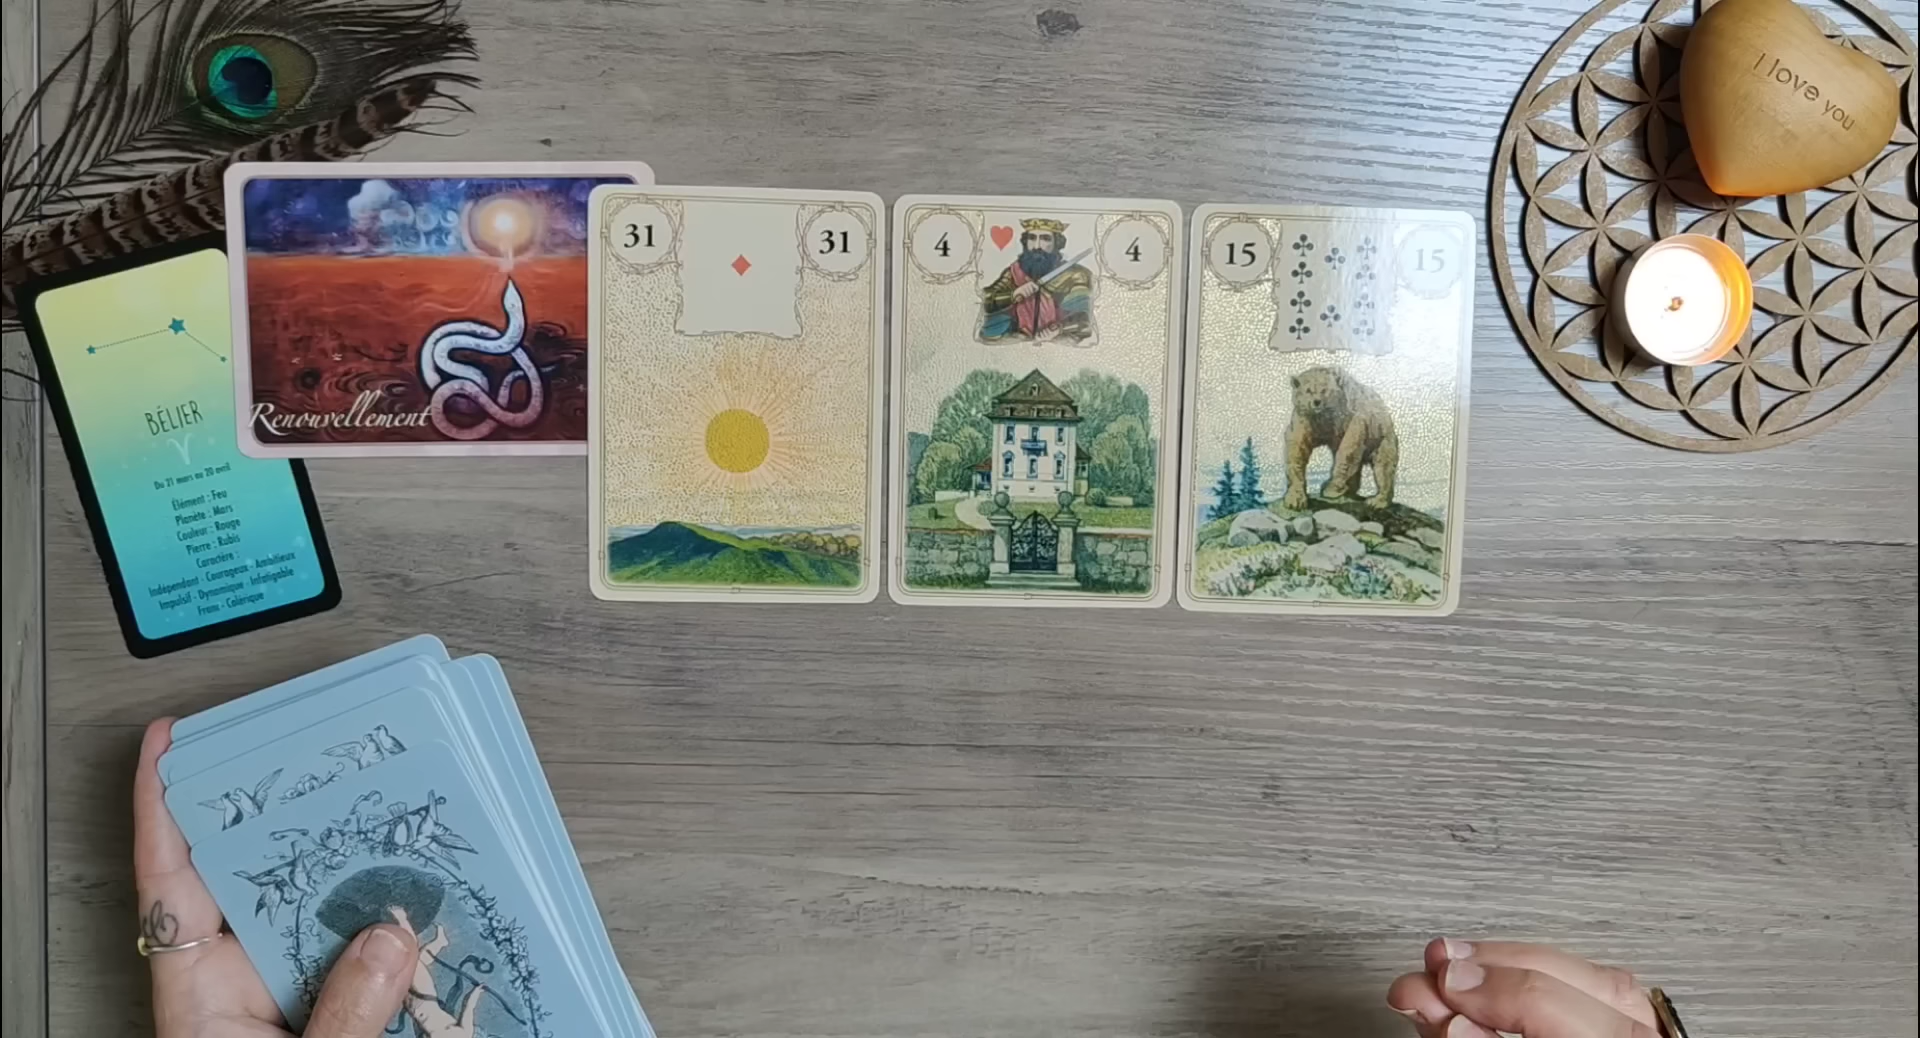 I love you
31
31
4
4
15
15
Renouvellement
BÉLIER
Du 21 mars au 20 avril
Élément : Feu
Planète : Mars
Couleur : Rouge
Pierre : Rubis
Caractère :
Indépendant - Courageux - Ambitieux
Impulsif - Dynamique - Infatigable
Franc - Colérique